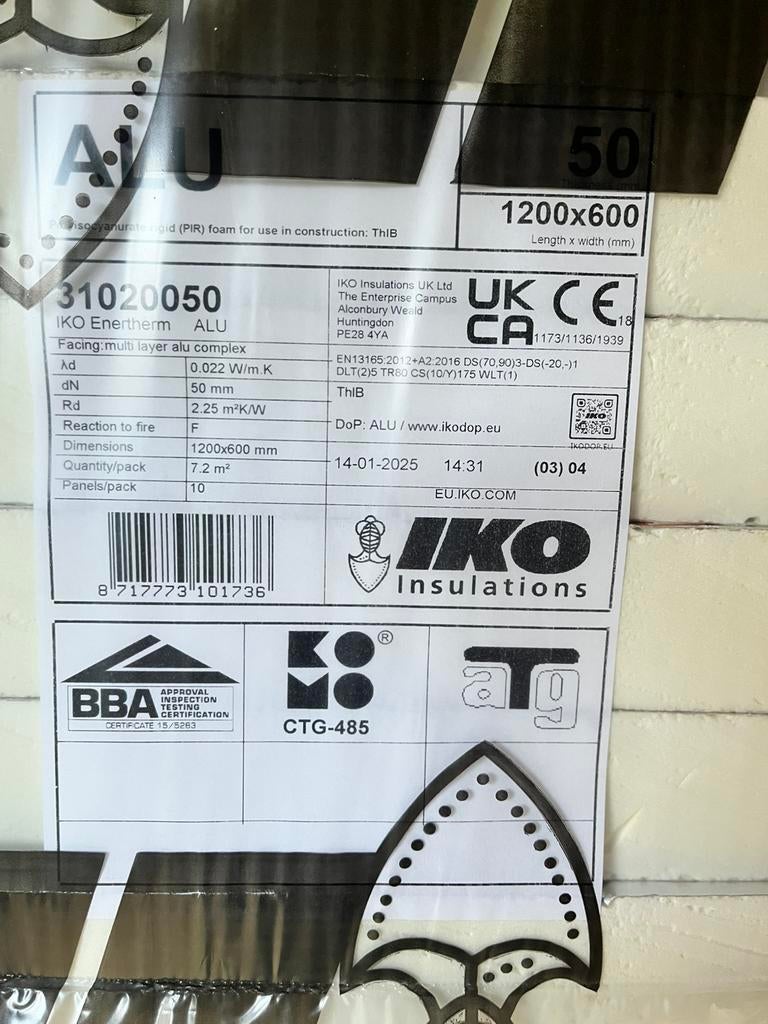 ALU
50
1200x600
Length x width (mm)
rigid (PIR) foam for use in construction: ThIB
31020050
IKO Enertherm ALU
Facing:multi layer alu complex
λd 0.022 W/m.K
dN 50 mm
Rd 2.25 m²K/W
Reaction to fire F
Dimensions 1200x600 mm
Quantity/pack 7.2 m²
Panels/pack 10
8 717773 101736
IKO Insulations UK Ltd
The Enterprise Campus
Alconbury Weald
Huntingdon
PE28 4YA
UK
CA
CE
18
1173/1136/1939
EN13165:2012+A2:2016 DS(70,90)3-DS(-20,-)1
DLT(2)5 TR80 CS(10/Y)175 WLT(1)
ThIB
DoP: ALU / www.ikodop.eu
IKO
IKODOP.EU
14-01-2025 14:31 (03) 04
EU.IKO.COM
IKO
Insulations
BBA
APPROVAL
INSPECTION
TESTING
CERTIFICATION
CERTIFICATE 15/5263
KOMO®
CTG-485
aTg